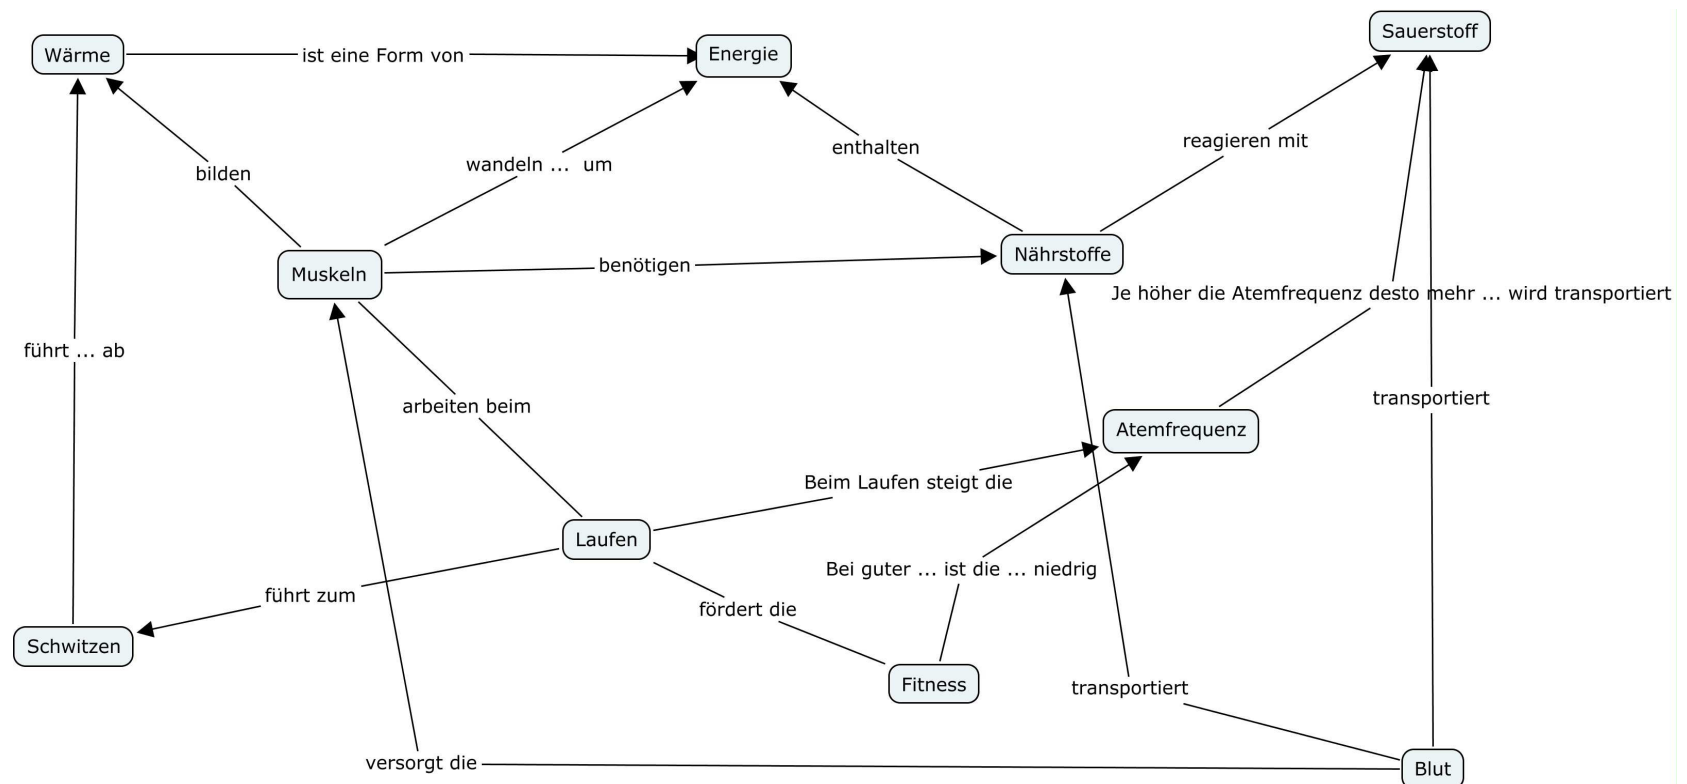 Sauerstoff
Wärme
ist eine Form von
Energie
reagieren mit
enthalten
wandeln ... um
bilden
Nährstoffe
benötigen
Muskeln
Je höher die Atemfrequenz desto mehr ... wird transportiert
führt ... ab
transportiert
arbeiten beim
Atemfrequenz
Beim Laufen steigt die
Laufen
Bei guter ... ist die ... niedrig
führt zum
fördert die
Schwitzen
Fitness
transportiert
versorgt die
Blut